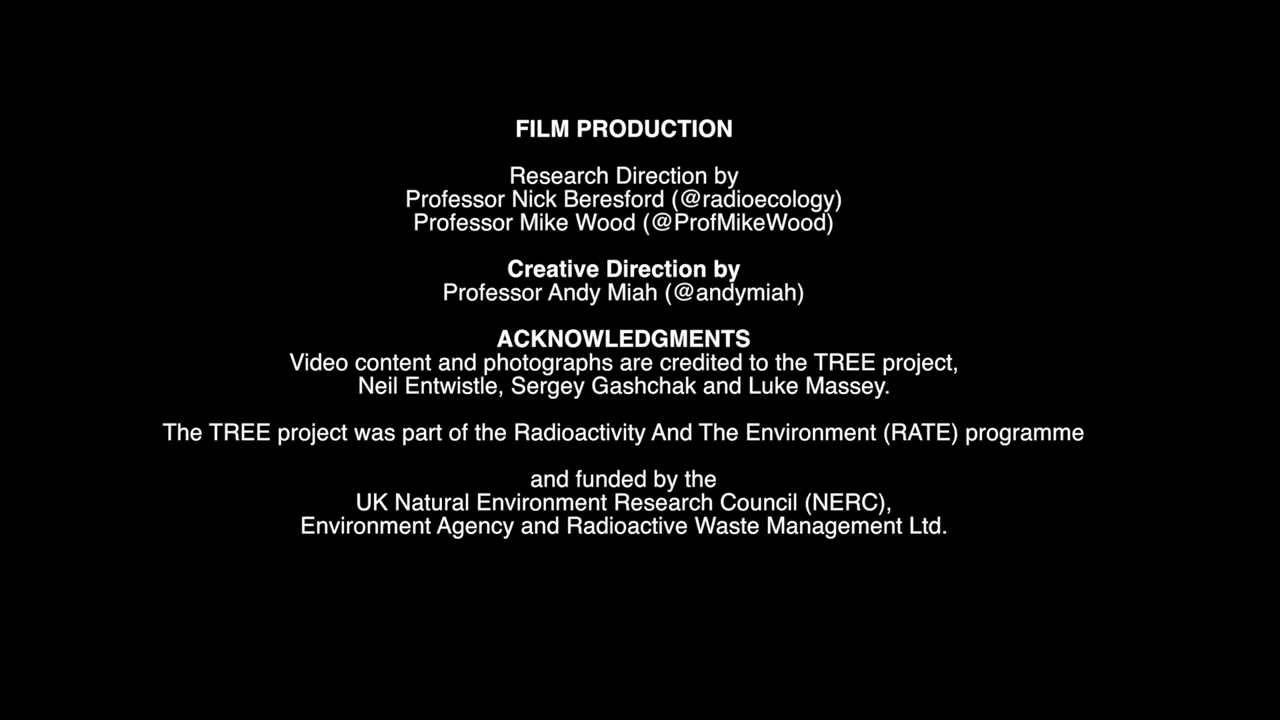 FILM PRODUCTION
Research Direction by
Professor Nick Beresford (@radioecology)
Professor Mike Wood (@ProfMikeWood)
Creative Direction by
Professor Andy Miah (@andymiah)
ACKNOWLEDGMENTS
Video content and photographs are credited to the TREE project,
Neil Entwistle, Sergey Gashchak and Luke Massey.
The TREE project was part of the Radioactivity And The Environment (RATE) programme
and funded by the
UK Natural Environment Research Council (NERC),
Environment Agency and Radioactive Waste Management Ltd.